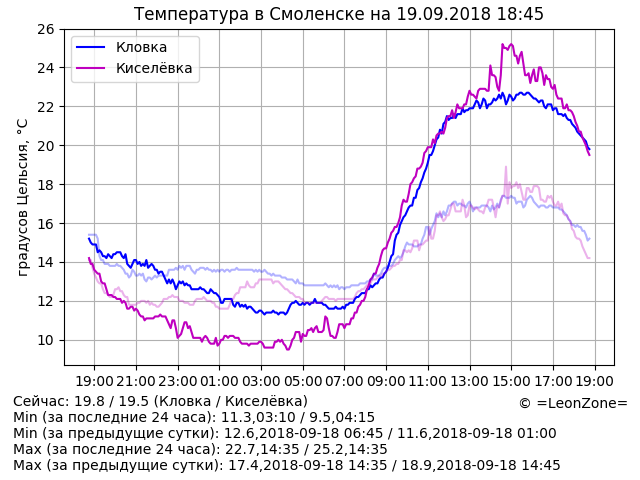 Температура в Смоленске на 19.09.2018 18:45
Кловка
Киселёвка
градусов Цельсия, °C
26
24
22
20
18
16
14
12
10
19:00 21:00 23:00 01:00 03:00 05:00 07:00 09:00 11:00 13:00 15:00 17:00 19:00
Сейчас: 19.8 / 19.5 (Кловка / Киселёвка)
© =LeonZone=
Min (за последние 24 часа): 11.3,03:10 / 9.5,04:15
Min (за предыдущие сутки): 12.6,2018-09-18 06:45 / 11.6,2018-09-18 01:00
Max (за последние 24 часа): 22.7,14:35 / 25.2,14:35
Max (за предыдущие сутки): 17.4,2018-09-18 14:35 / 18.9,2018-09-18 14:45